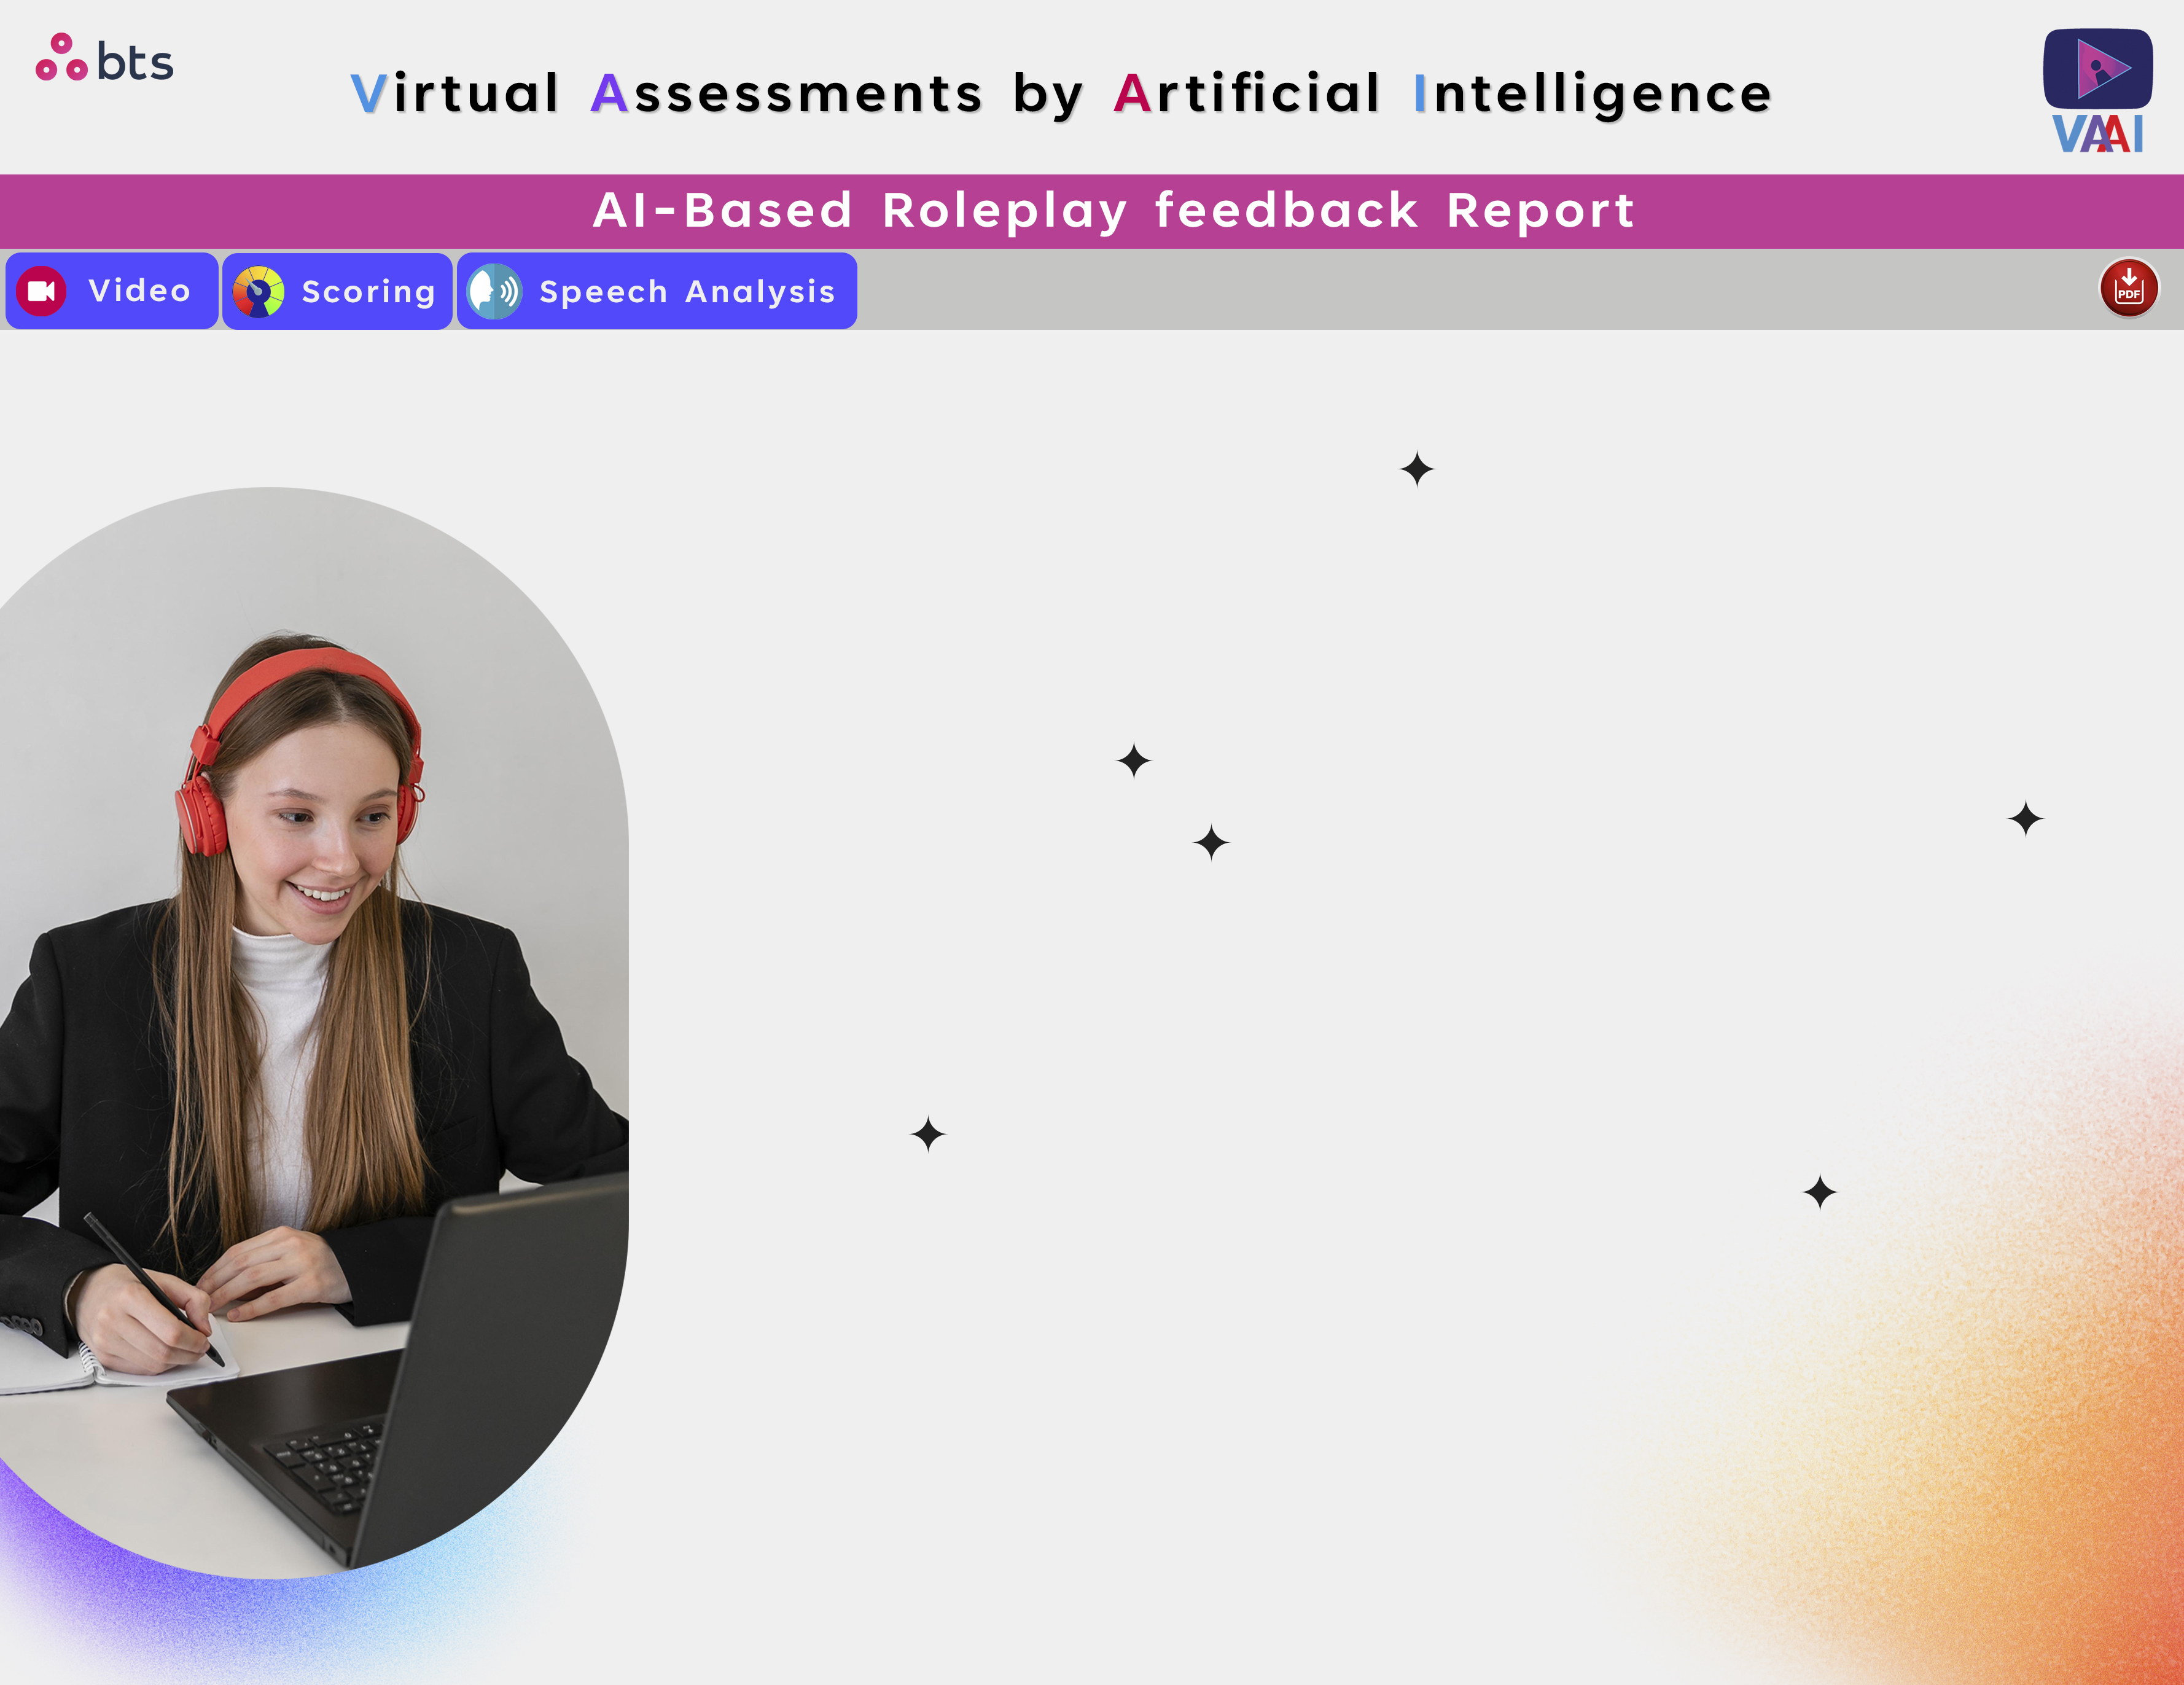 bts
Virtual Assessments by Artificial Intelligence
VAAI
AI-Based Roleplay feedback Report
Video
Scoring
Speech Analysis
PDF